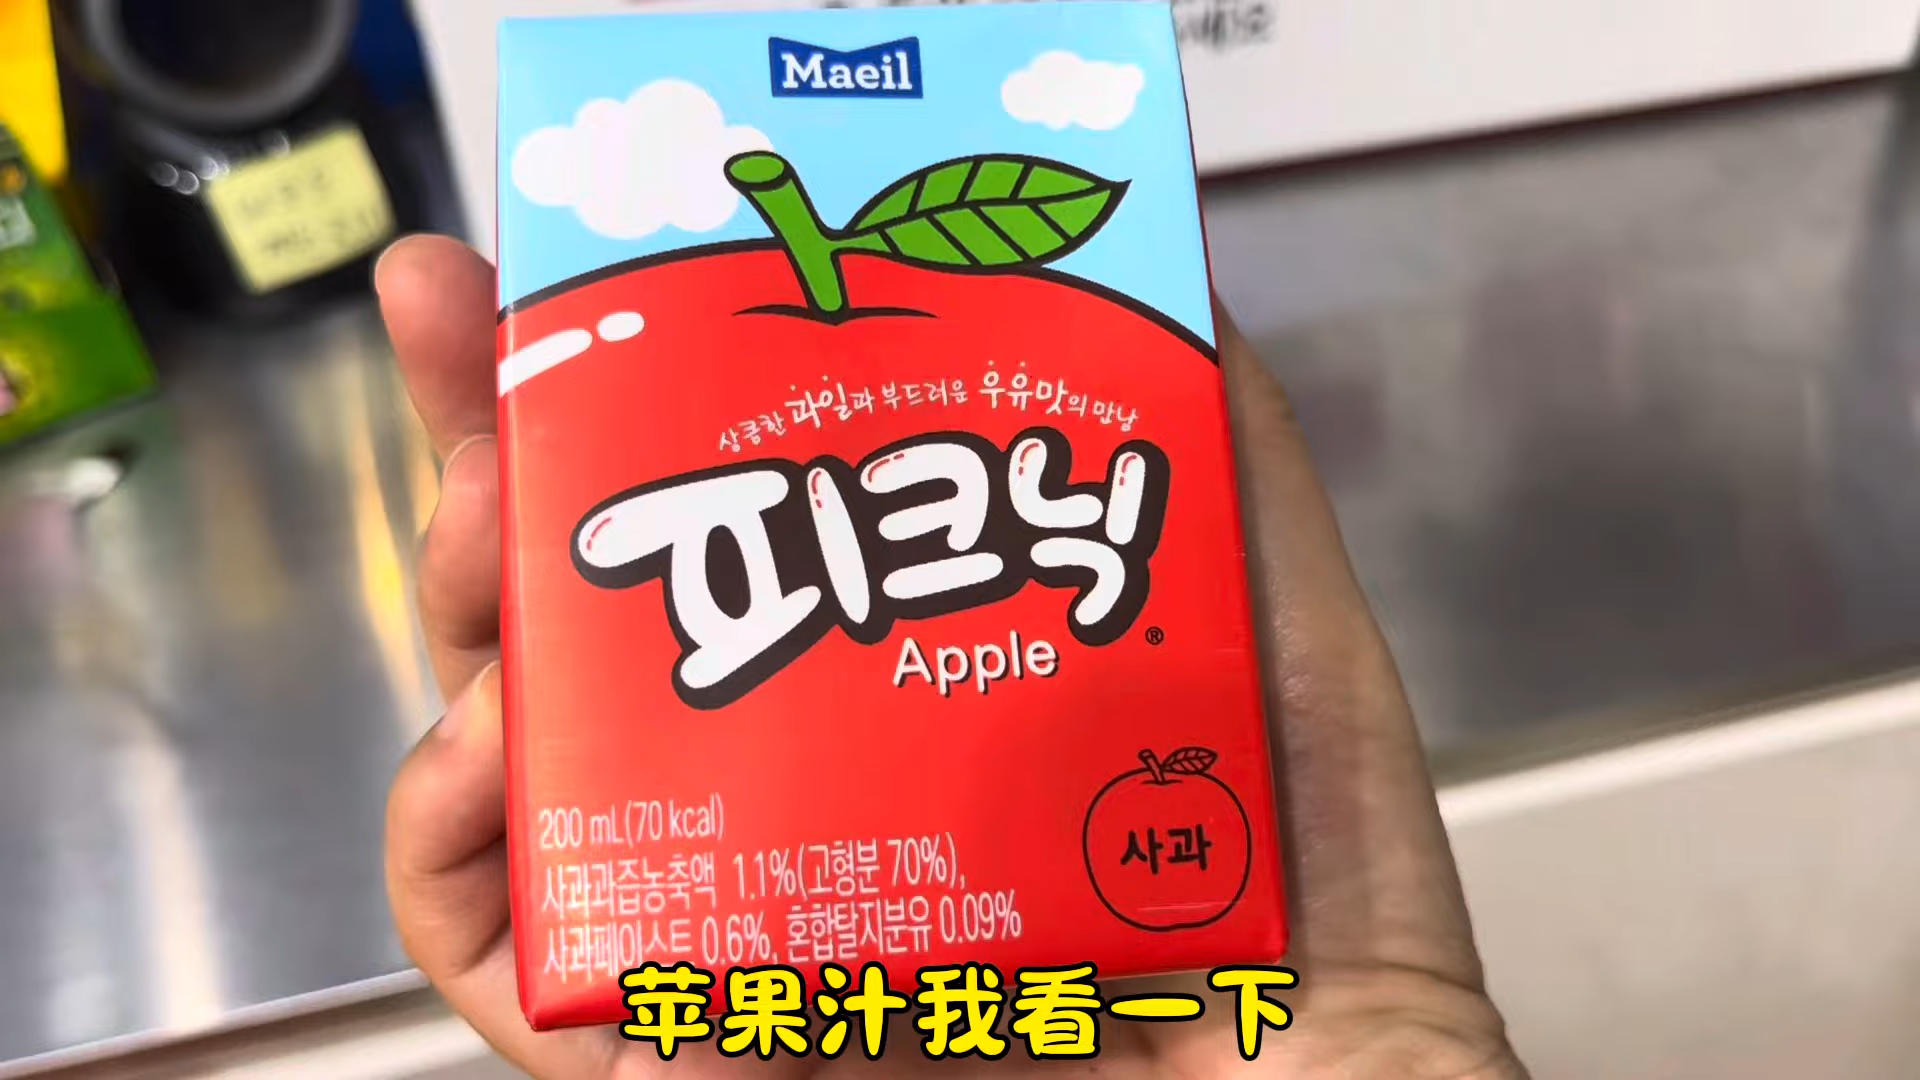 Maeil
상큼한 과일과 부드러운 우유맛의 만남
피크닉
®
Apple
사과
200 mL(70 kcal)
사과과즙농축액 1.1%(고형분 70%),
사과페이스트 0.6%, 혼합탈지분유 0.09%
苹果汁我看一下